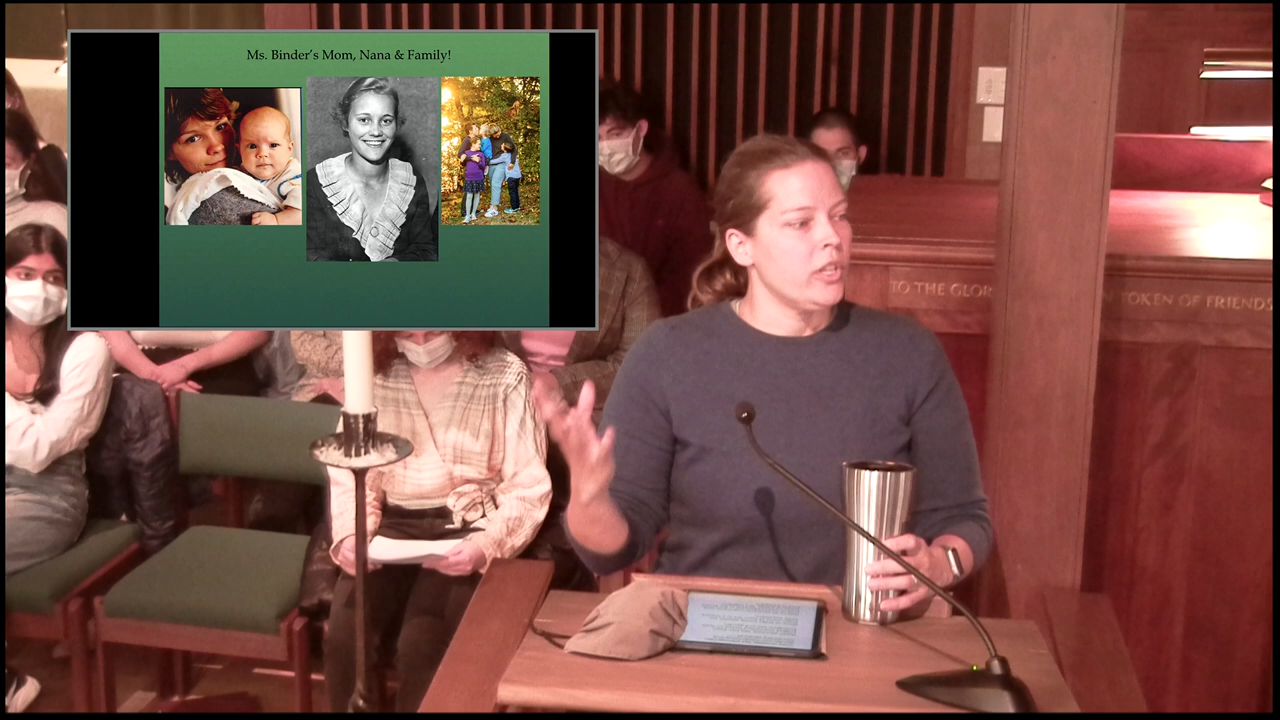 Ms. Binder's Mom, Nana & Family!
TO THE GLOR
N TOKEN OF FRIENDS